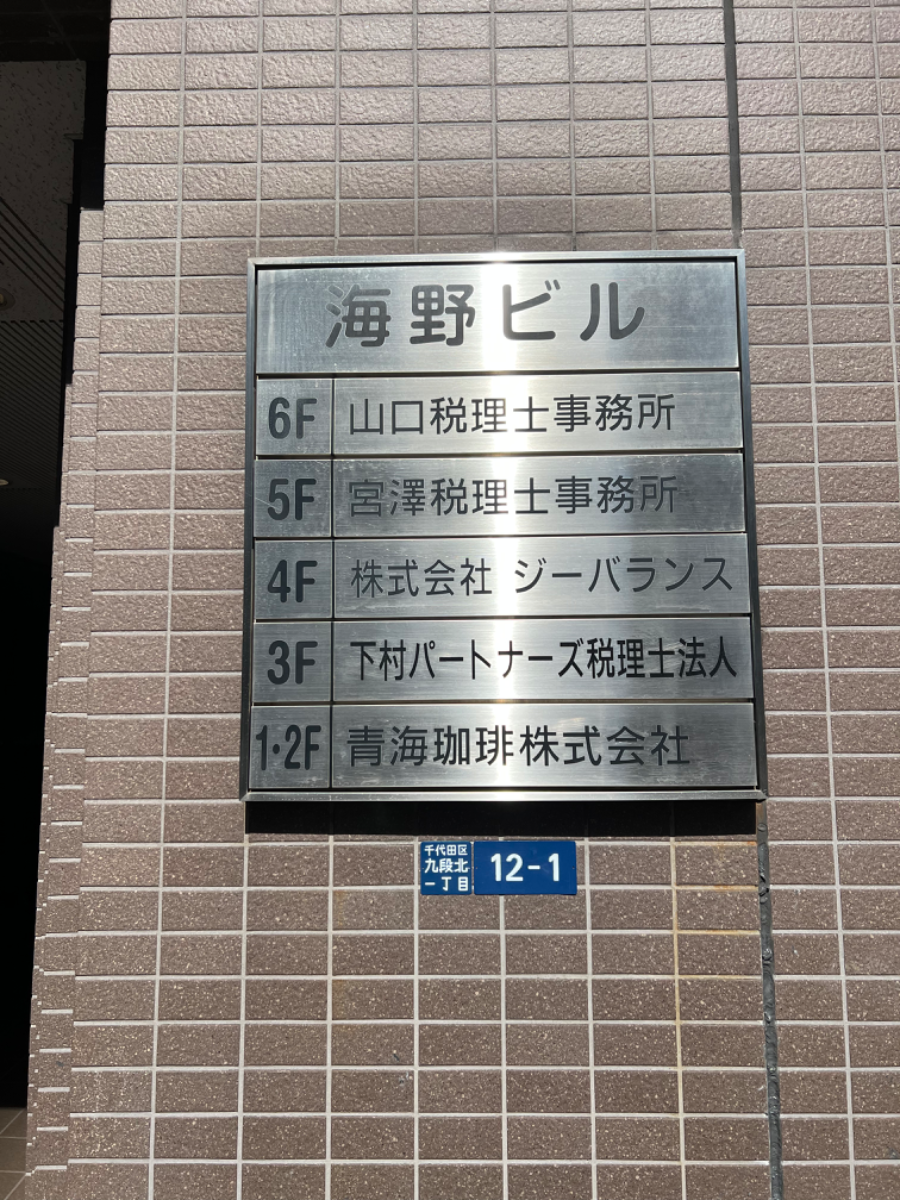 海野ビル
6F 山口税理士事務所
5F 宮澤税理士事務所
4F 株式会社 ジーバランス
3F 下村パートナーズ税理士法人
1・2F 青海珈琲株式会社
千代田区
九段北
一丁目
12-1